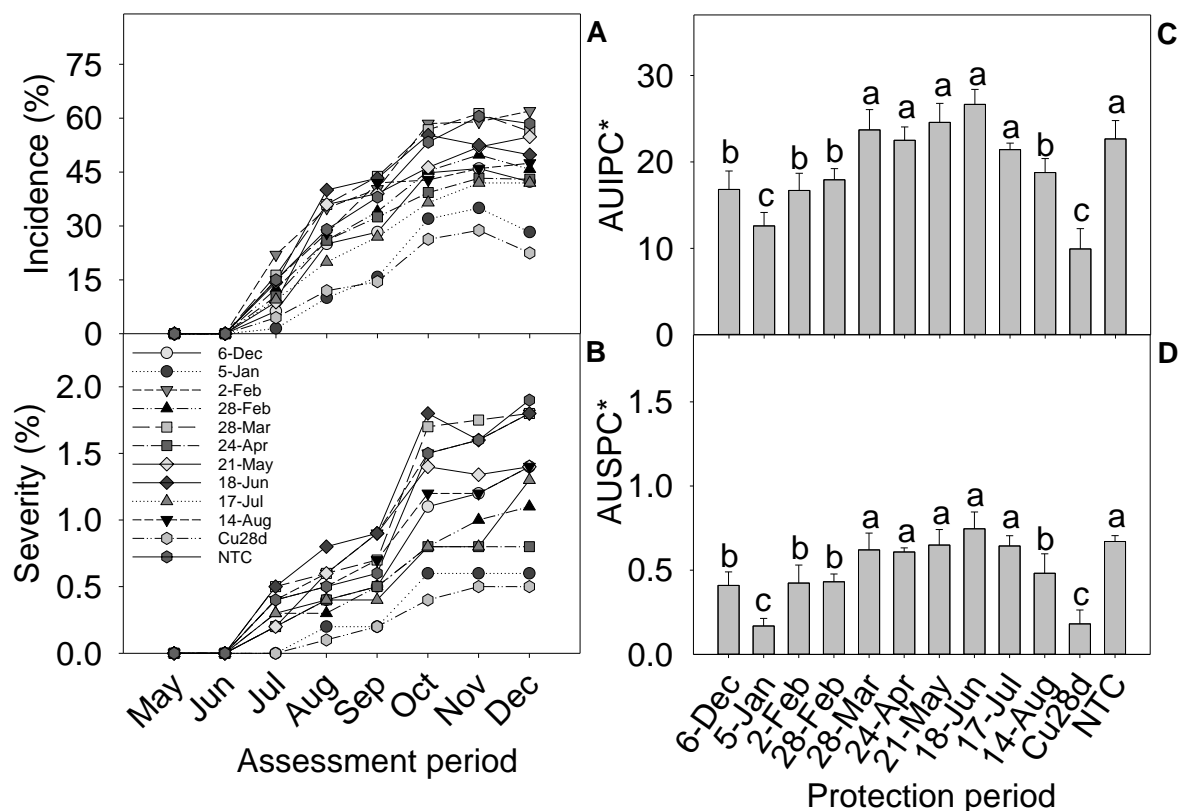 A
75
60
45
30
15
0
Incidence (%)
B
2.0
1.5
1.0
0.5
0.0
Severity (%)
6-Dec
5-Jan
2-Feb
28-Feb
28-Mar
24-Apr
21-May
18-Jun
17-Jul
14-Aug
Cu28d
NTC
May
Jun
Jul
Aug
Sep
Oct
Nov
Dec
Assessment period
C
30
20
10
0
AUIPC*
b
c
b
b
a
a
a
a
a
b
c
a
D
1.5
1.0
0.5
0.0
AUSPC*
b
c
b
b
a
a
a
a
a
b
c
a
6-Dec
5-Jan
2-Feb
28-Feb
28-Mar
24-Apr
21-May
18-Jun
17-Jul
14-Aug
Cu28d
NTC
Protection period